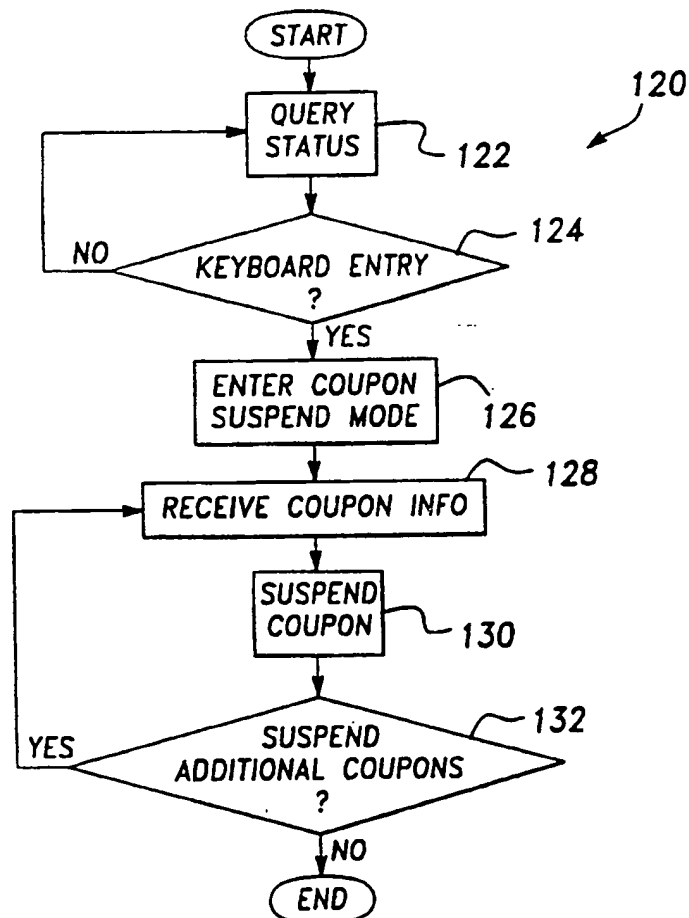 START
120
QUERY
STATUS
122
124
NO
KEYBOARD ENTRY
?
YES
ENTER COUPON
SUSPEND MODE
126
128
RECEIVE COUPON INFO
SUSPEND
COUPON
130
132
YES
SUSPEND
ADDITIONAL COUPONS
?
NO
END